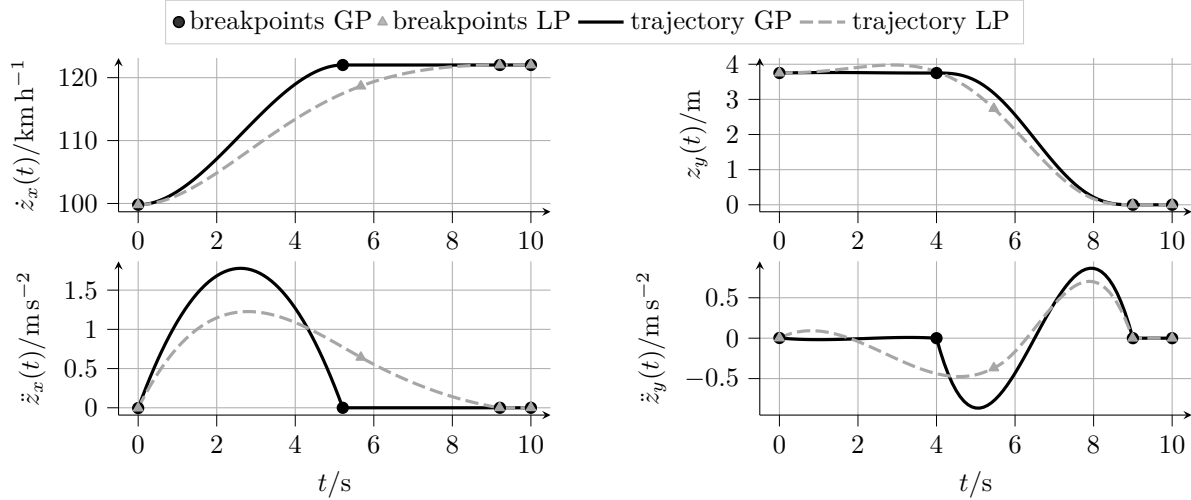 breakpoints GP breakpoints LP trajectory GP trajectory LP
ż_x(t)/km h⁻¹
120
110
100
0 2 4 6 8 10
z_y(t)/m
4
3
2
1
0
0 2 4 6 8 10
z̈_x(t)/m s⁻²
1.5
1
0.5
0
0 2 4 6 8 10
t/s
z̈_y(t)/m s⁻²
0.5
0
−0.5
0 2 4 6 8 10
t/s